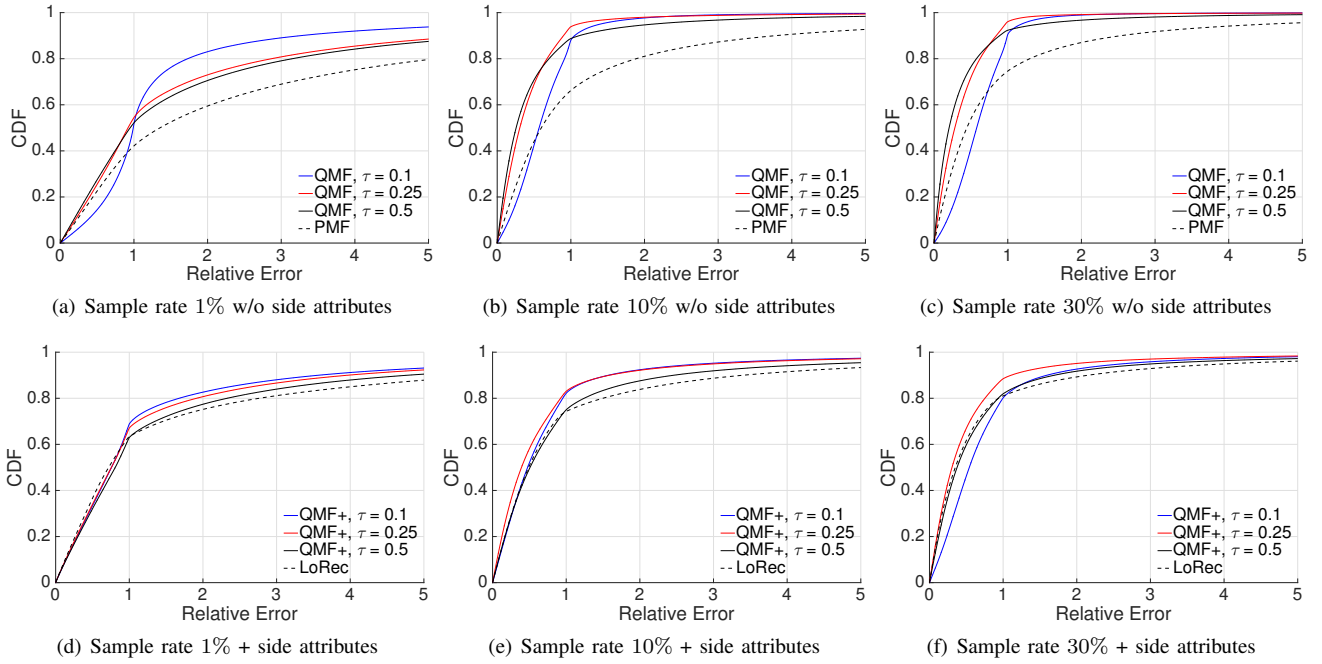 1
0.8
0.6
0.4
0.2
0
CDF
QMF, τ = 0.1
QMF, τ = 0.25
QMF, τ = 0.5
PMF
0 1 2 3 4 5
Relative Error
(a) Sample rate 1% w/o side attributes
1
0.8
0.6
0.4
0.2
0
CDF
QMF, τ = 0.1
QMF, τ = 0.25
QMF, τ = 0.5
PMF
0 1 2 3 4 5
Relative Error
(b) Sample rate 10% w/o side attributes
1
0.8
0.6
0.4
0.2
0
CDF
QMF, τ = 0.1
QMF, τ = 0.25
QMF, τ = 0.5
PMF
0 1 2 3 4 5
Relative Error
(c) Sample rate 30% w/o side attributes
1
0.8
0.6
0.4
0.2
0
CDF
QMF+, τ = 0.1
QMF+, τ = 0.25
QMF+, τ = 0.5
LoRec
0 1 2 3 4 5
Relative Error
(d) Sample rate 1% + side attributes
1
0.8
0.6
0.4
0.2
0
CDF
QMF+, τ = 0.1
QMF+, τ = 0.25
QMF+, τ = 0.5
LoRec
0 1 2 3 4 5
Relative Error
(e) Sample rate 10% + side attributes
1
0.8
0.6
0.4
0.2
0
CDF
QMF+, τ = 0.1
QMF+, τ = 0.25
QMF+, τ = 0.5
LoRec
0 1 2 3 4 5
Relative Error
(f) Sample rate 30% + side attributes